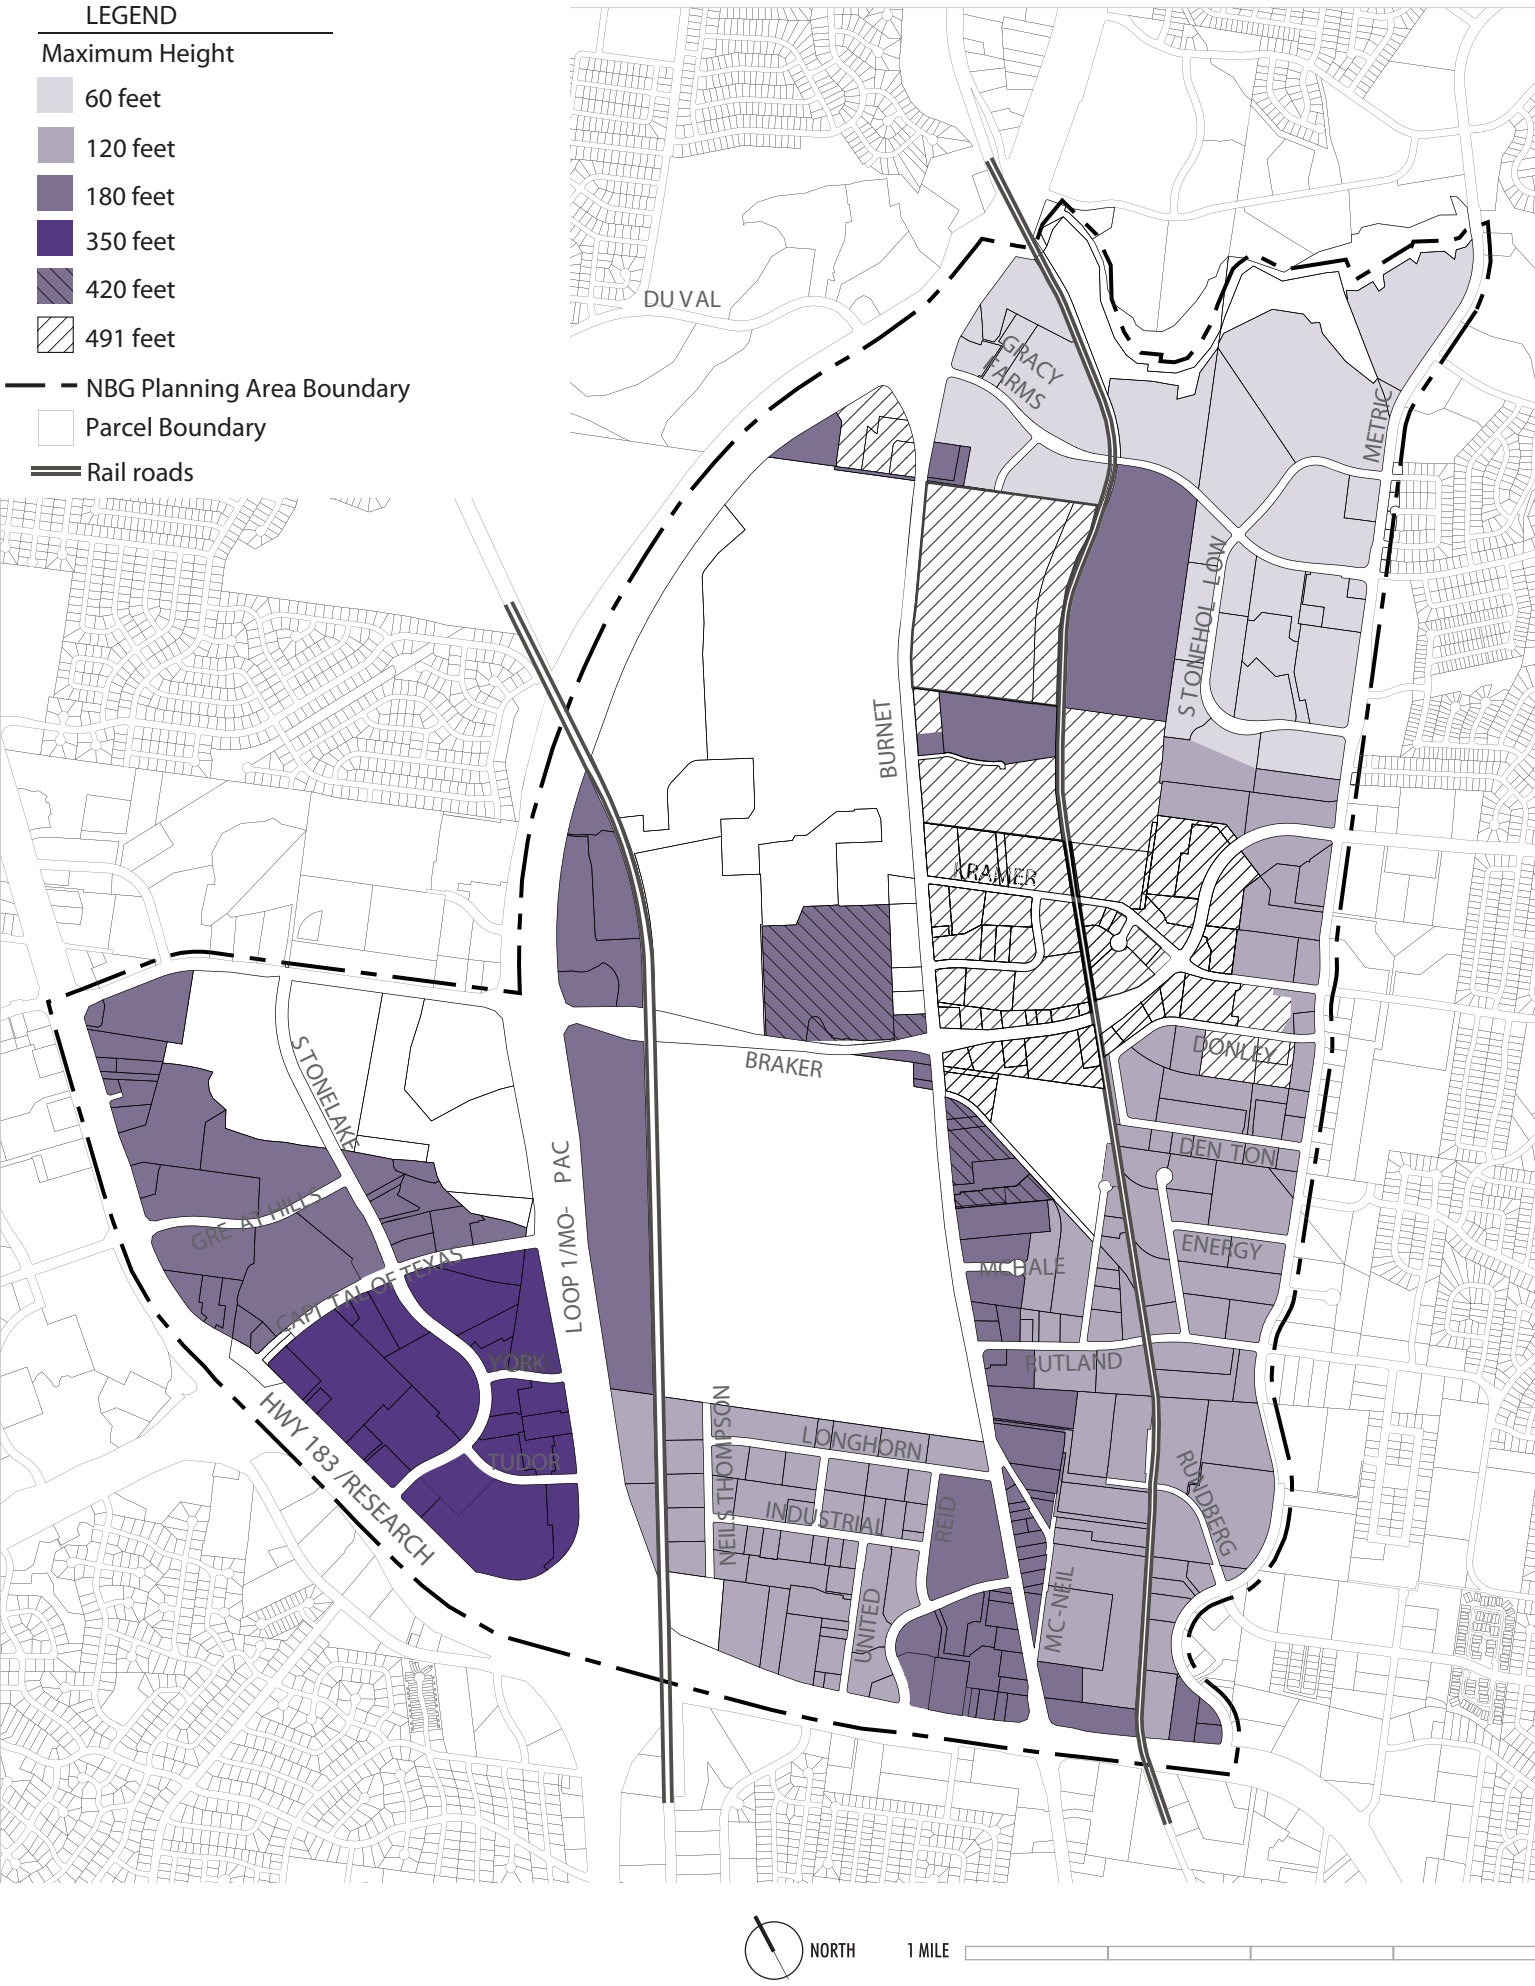 LEGEND
Maximum Height
60 feet
120 feet
180 feet
350 feet
420 feet
491 feet
NBG Planning Area Boundary
Parcel Boundary
Rail roads
DU VAL
GRACY
FARMS
METRIC
S TONEHOL LOW
BURNET
KRAMER
DONLEY
BRAKER
S TONELAKE
DEN TON
LOOP 1/MO- PAC
GRE AT HILLS
ENERGY
CAPI TAL OF TEXAS
MCHALE
YORK
RUTLAND
HWY 183 /RESEARCH
TUDOR
NEILS THOMPSON
LONGHORN
INDUSTRIAL
REID
RUNDBERG
UNITED
MC-NEIL
NORTH
1 MILE